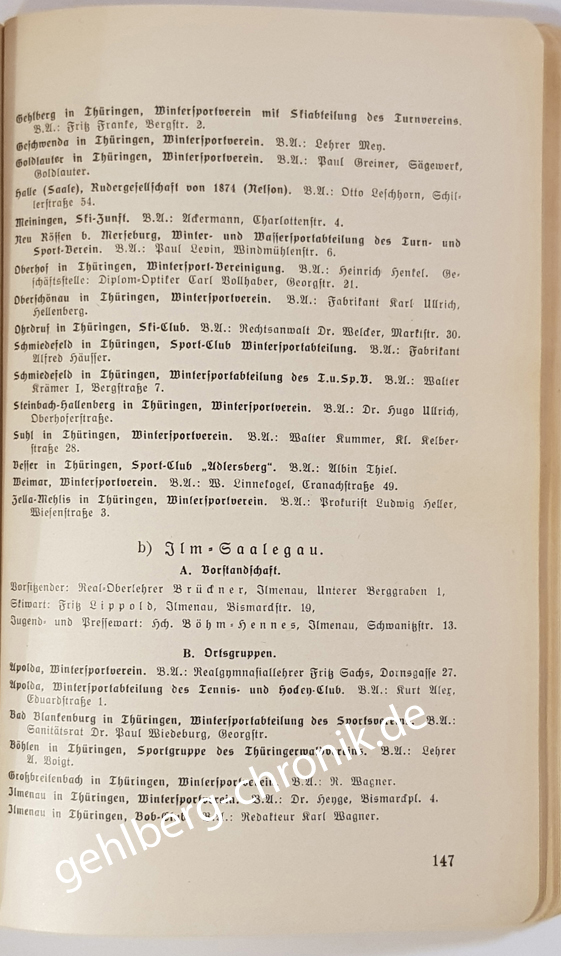 Gehlberg in Thüringen, Wintersportverein mit Skiabteilung des Turnvereins.
B.A.: Fritz Franke, Bergstr. 2.
Geschwenda in Thüringen, Wintersportverein. B.A.: Lehrer Mey.
Goldlauter in Thüringen, Wintersportverein. B.A.: Paul Greiner, Sägewerk,
Goldlauter.
Halle (Saale), Rudergesellschaft von 1874 (Nelson). B.A.: Otto Leschhorn, Schil-
lerstraße 54.
Meiningen, Ski-Zunft. B.A.: Ackermann, Charlottenstr. 4.
Neu Rössen b. Merseburg, Winter- und Wassersportabteilung des Turn- und
Sport-Verein. B.A.: Paul Levin, Windmühlenstr. 6.
Oberhof in Thüringen, Wintersport-Vereinigung. B.A.: Heinrich Henkel. Ge-
schäftsstelle: Diplom-Optiker Carl Vollhaber, Georgstr. 21.
Oberschönau in Thüringen, Wintersportverein. B.A.: Fabrikant Karl Ullrich,
Hellenberg.
Ohrdruf in Thüringen, Ski-Club. B.A.: Rechtsanwalt Dr. Welcker, Marktstr. 30.
Schmiedefeld in Thüringen, Sport-Club Wintersportabteilung. B.A.: Fabrikant
Alfred Häusser.
Schmiedefeld in Thüringen, Wintersportabteilung des T.u.Sp.V. B.A.: Walter
Krämer I, Bergstraße 7.
Steinbach-Hallenberg in Thüringen, Wintersportverein. B.A.: Dr. Hugo Ullrich,
Oberhoferstraße.
Suhl in Thüringen, Wintersportverein. B.A.: Walter Kummer, Kl. Kelber-
straße 28.
Vesser in Thüringen, Sport-Club „Adlersberg“. B.A.: Albin Thiel.
Weimar, Wintersportverein. B.A.: W. Linnekogel, Cranachstraße 49.
Zella-Mehlis in Thüringen, Wintersportverein. B.A.: Prokurist Ludwig Heller,
Wiesenstraße 3.
b) Ilm-Saalegau.
A. Vorstandschaft.
Vorsitzender: Real-Oberlehrer Brückner, Ilmenau, Unterer Berggraben 1,
Skiwart: Fritz Lippold, Ilmenau, Bismarckstr. 19,
Jugend- und Pressewart: Hch. Böhm-Hennes, Ilmenau, Schwanitzstr. 13.
B. Ortsgruppen.
Apolda, Wintersportverein. B.A.: Realgymnasiallehrer Fritz Sachs, Dornsgasse 27.
Apolda, Wintersportabteilung des Tennis- und Hockey-Club. B.A.: Kurt Alex,
Eduardstraße 1.
Bad Blankenburg in Thüringen, Wintersportabteilung des Sportvereins. B.A.:
Sanitätsrat Dr. Paul Wiedeburg, Georgstr.
Böhlen in Thüringen, Sportgruppe des Thüringerwaldvereins. B.A.: Lehrer
A. Voigt.
Großbreitenbach in Thüringen, Wintersportverein. B.A.: R. Wagner.
Ilmenau in Thüringen, Wintersportverein. B.A.: Dr. Heyge, Bismarckpl. 4.
Ilmenau in Thüringen, Bob-Club. B.A.: Redakteur Karl Wagner.
147
gehlberg-chronik.de